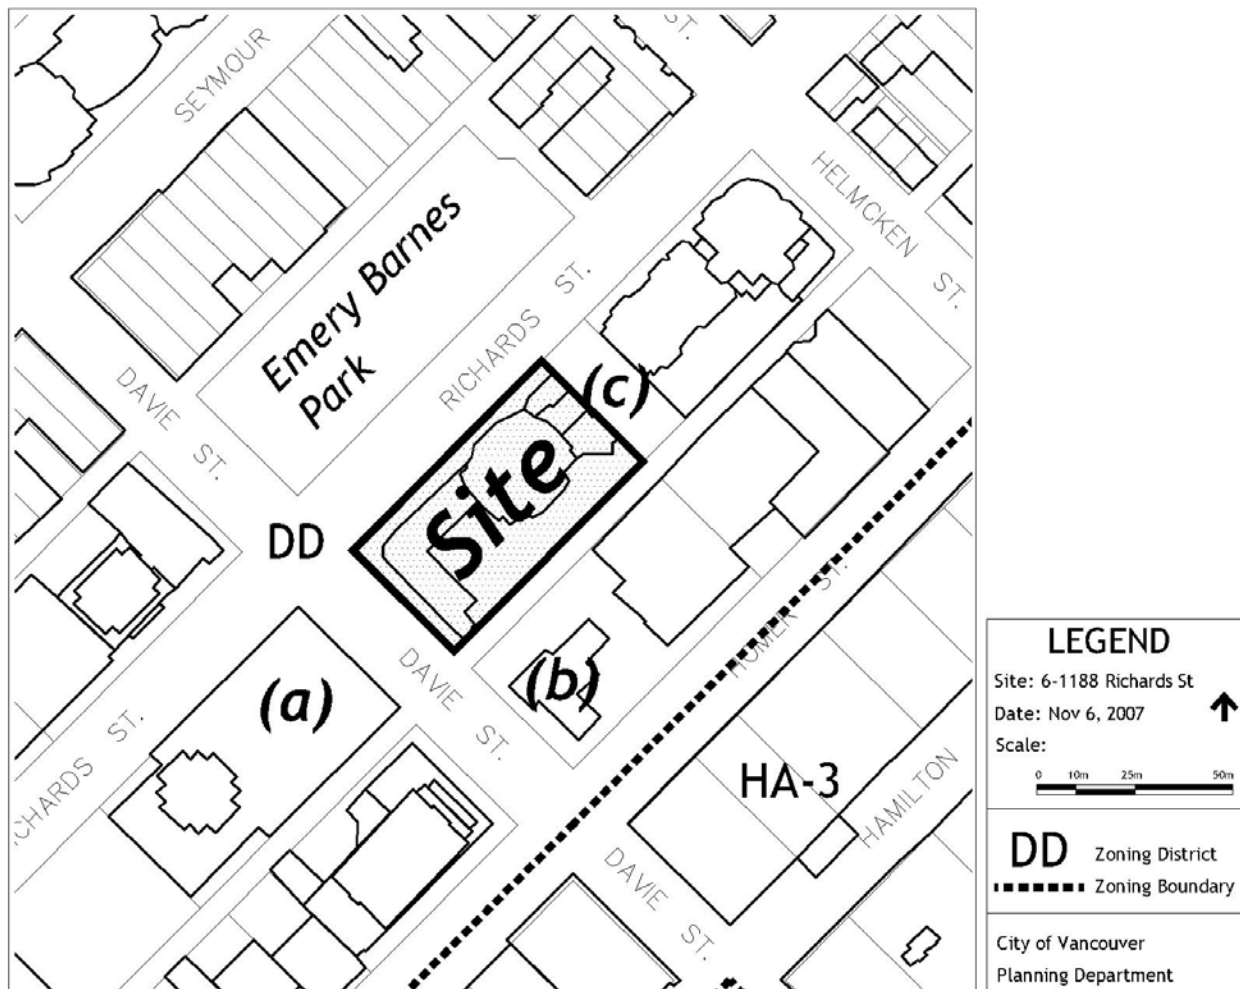 SEYMOUR
ST.
HELMCKEN
ST.
Emery Barnes
Park
RICHARDS ST.
DAVIE ST.
(c)
Site
DD
(a)
(b)
DAVIE ST.
RICHARDS ST.
HOMER ST.
HA-3
HAMILTON
DAVIE ST.
LEGEND
Site: 6-1188 Richards St
Date: Nov 6, 2007
Scale:
0 10m 25m 50m
DD Zoning District
Zoning Boundary
City of Vancouver
Planning Department